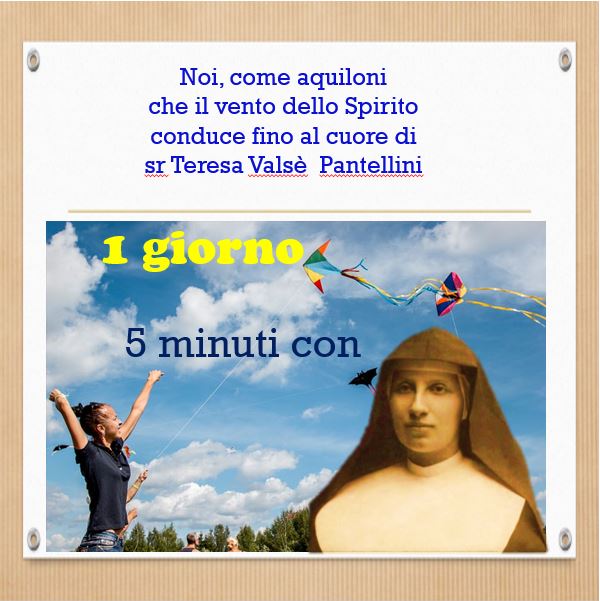 Noi, come aquiloni
che il vento dello Spirito
conduce fino al cuore di
sr Teresa Valsè Pantellini
1 giorno
5 minuti con